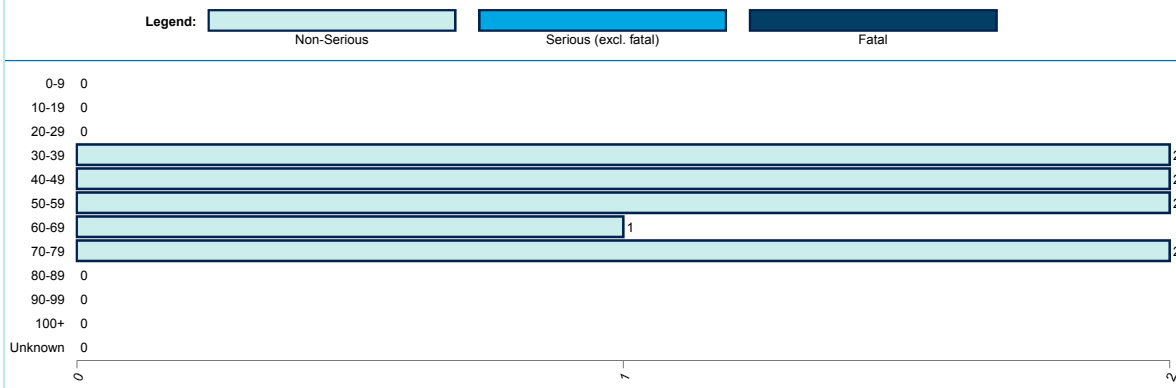 Legend:
Non-Serious Serious (excl. fatal) Fatal
0-9 0
10-19 0
20-29 0
30-39 2
40-49 2
50-59 2
60-69 1
70-79 2
80-89 0
90-99 0
100+ 0
Unknown 0
0 1 2